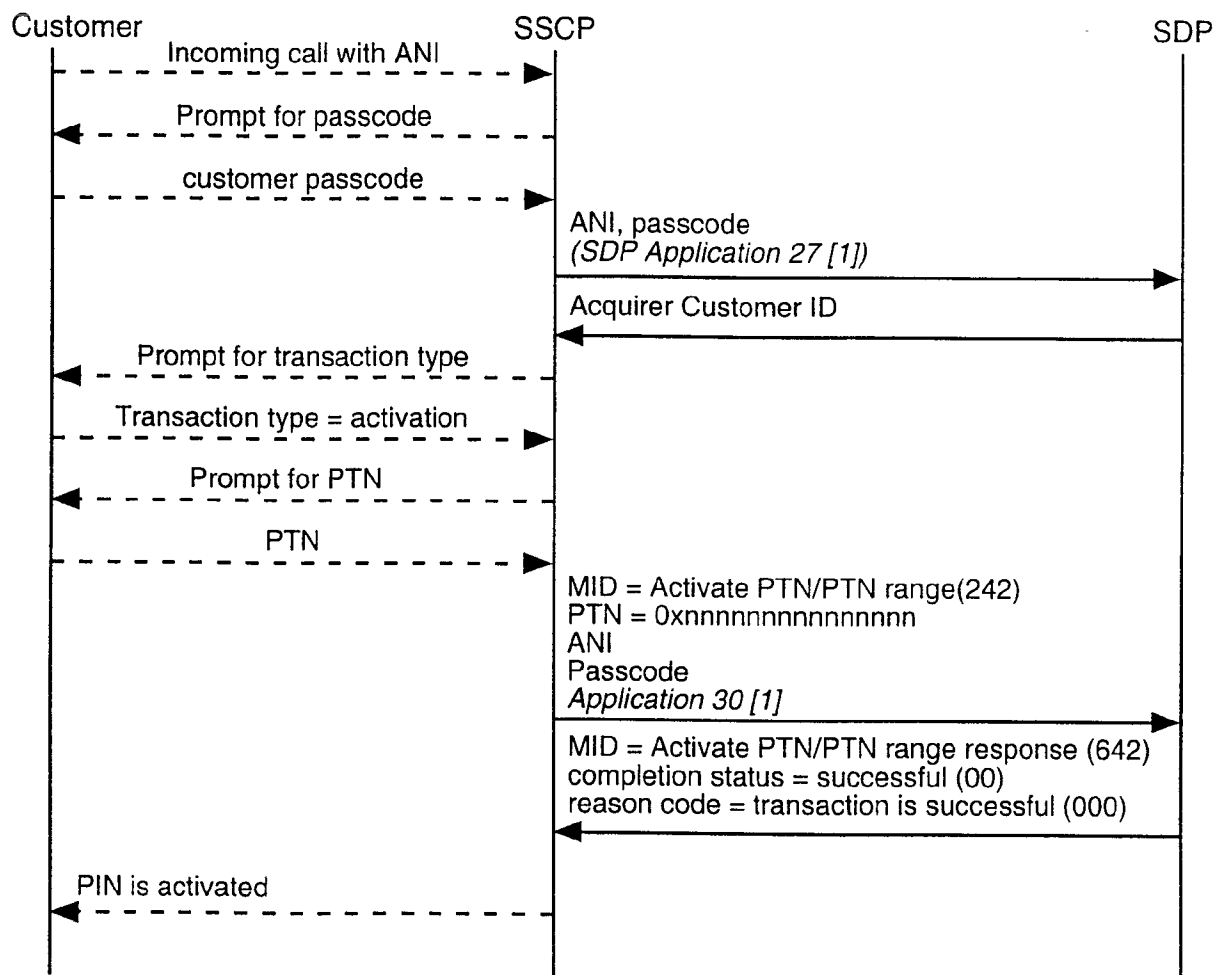 Customer
SSCP
SDP
Incoming call with ANI
Prompt for passcode
customer passcode
ANI, passcode
(SDP Application 27 [1])
Acquirer Customer ID
Prompt for transaction type
Transaction type = activation
Prompt for PTN
PTN
MID = Activate PTN/PTN range(242)
PTN = 0xnnnnnnnnnnnnnnnn
ANI
Passcode
Application 30 [1]
MID = Activate PTN/PTN range response (642)
completion status = successful (00)
reason code = transaction is successful (000)
PIN is activated